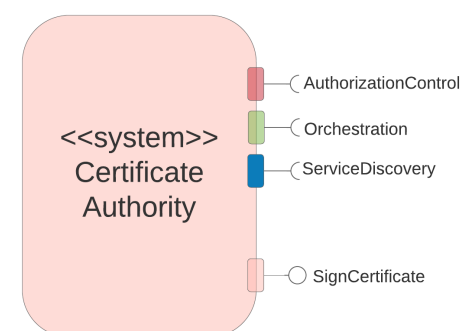 <<system>>
Certificate
Authority
AuthorizationControl
Orchestration
ServiceDiscovery
SignCertificate